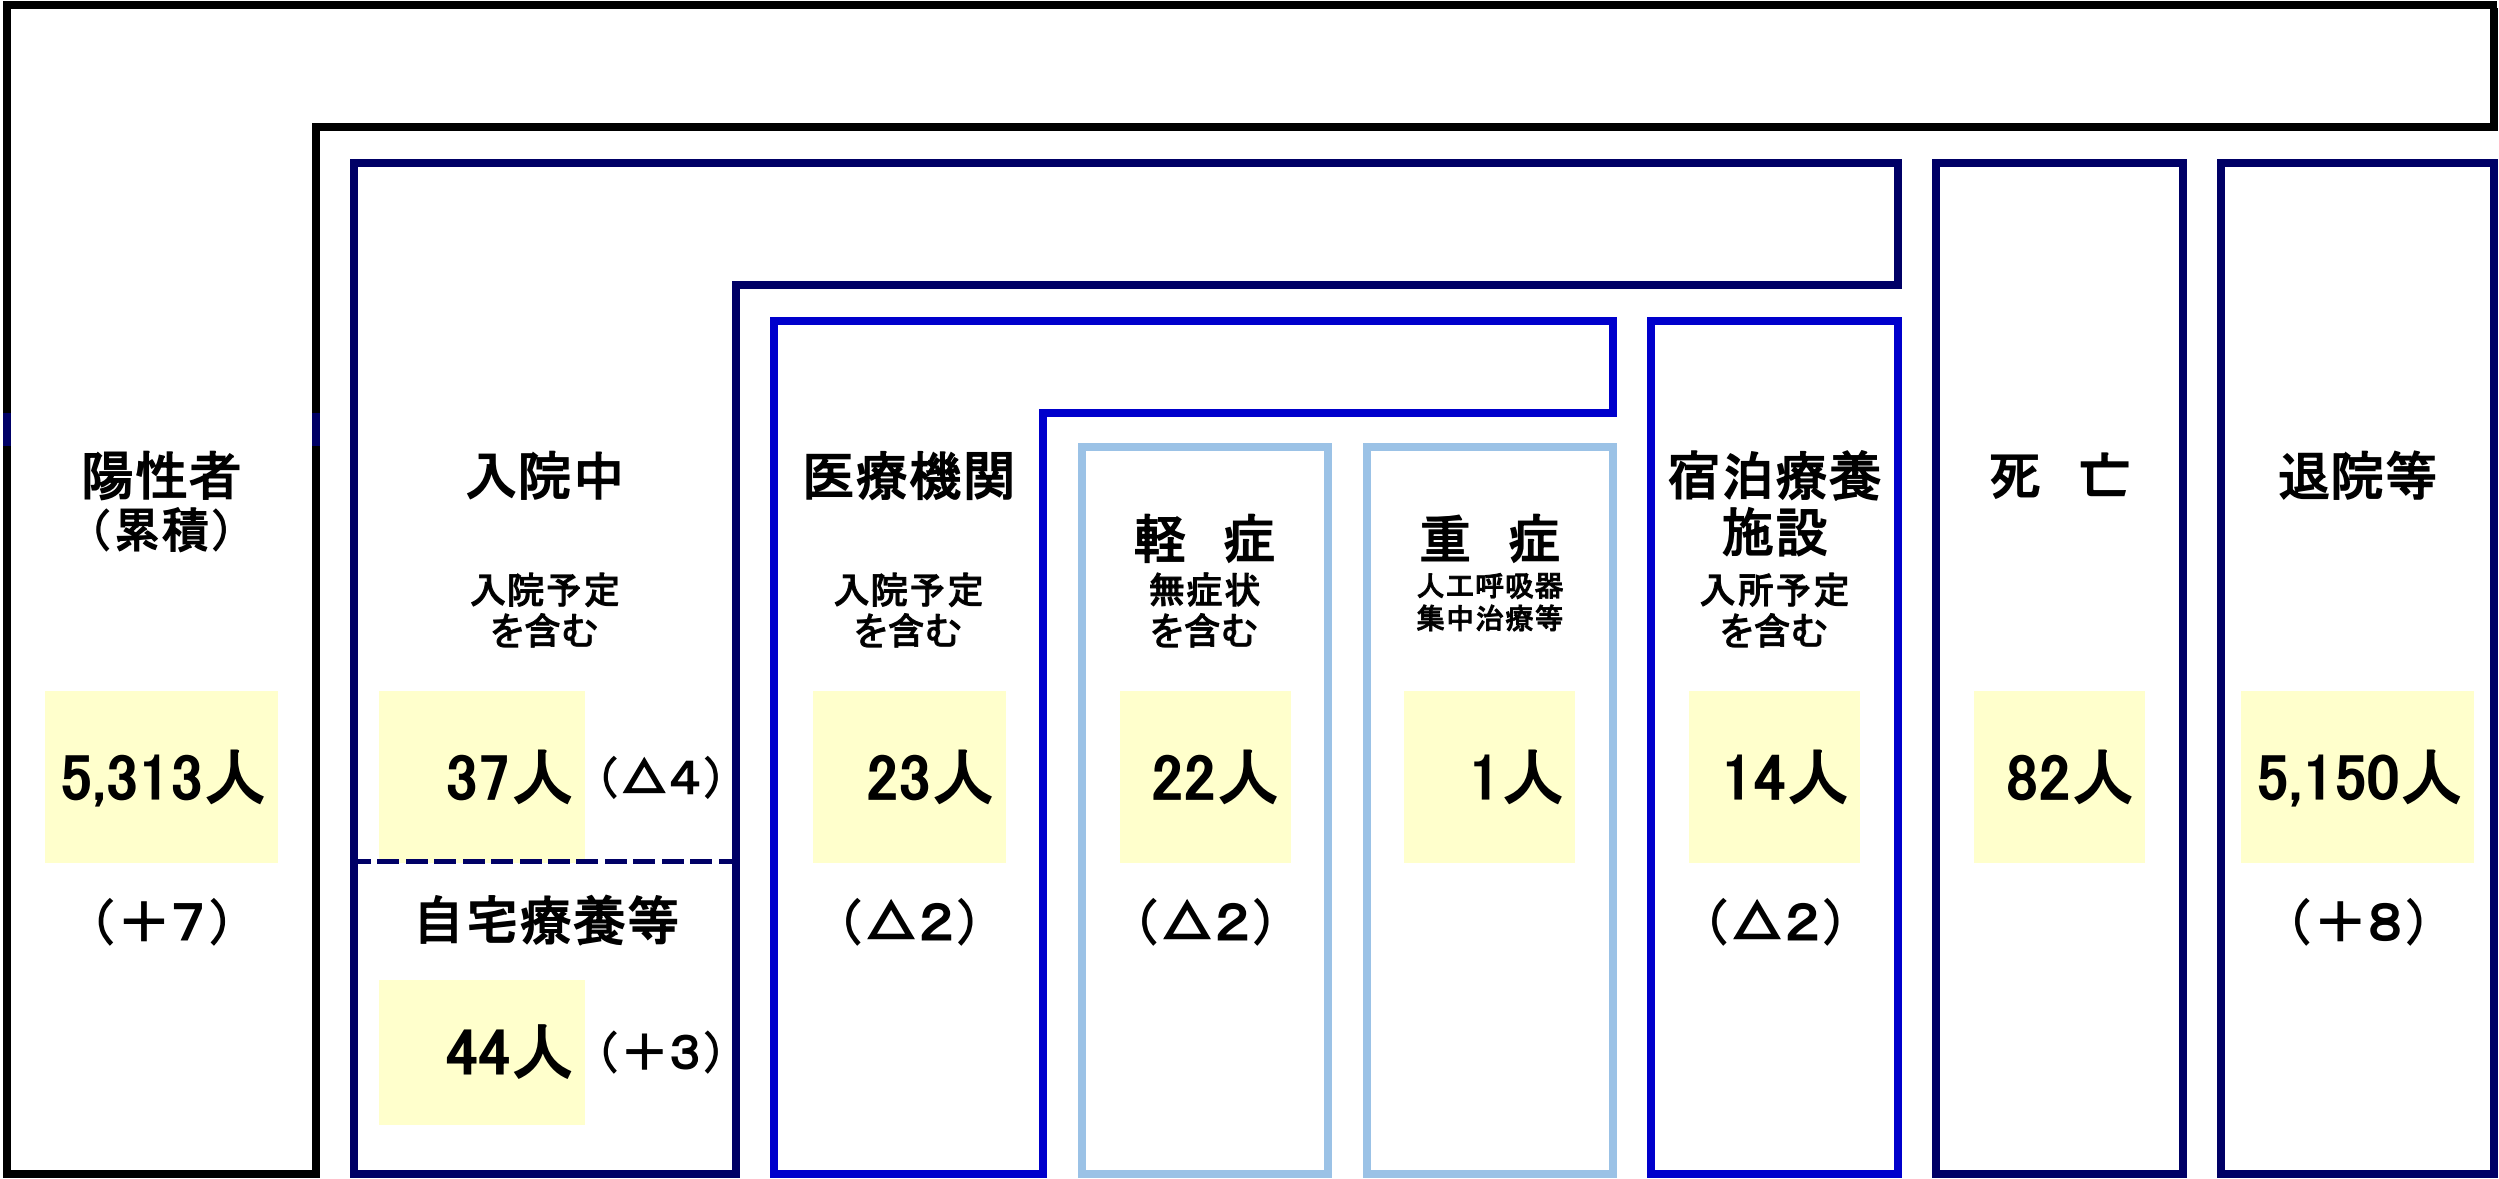 陽性者
（累積）
5,313人
（＋7）
入院中
入院予定
を含む
37人（△4）
自宅療養等
44人（＋3）
医療機関
入院予定
を含む
23人
（△2）
軽 症
無症状
を含む
22人
（△2）
重 症
人工呼吸器
集中治療等
1人
宿泊療養
施設
入所予定
を含む
14人
（△2）
死 亡
82人
退院等
5,150人
（＋8）